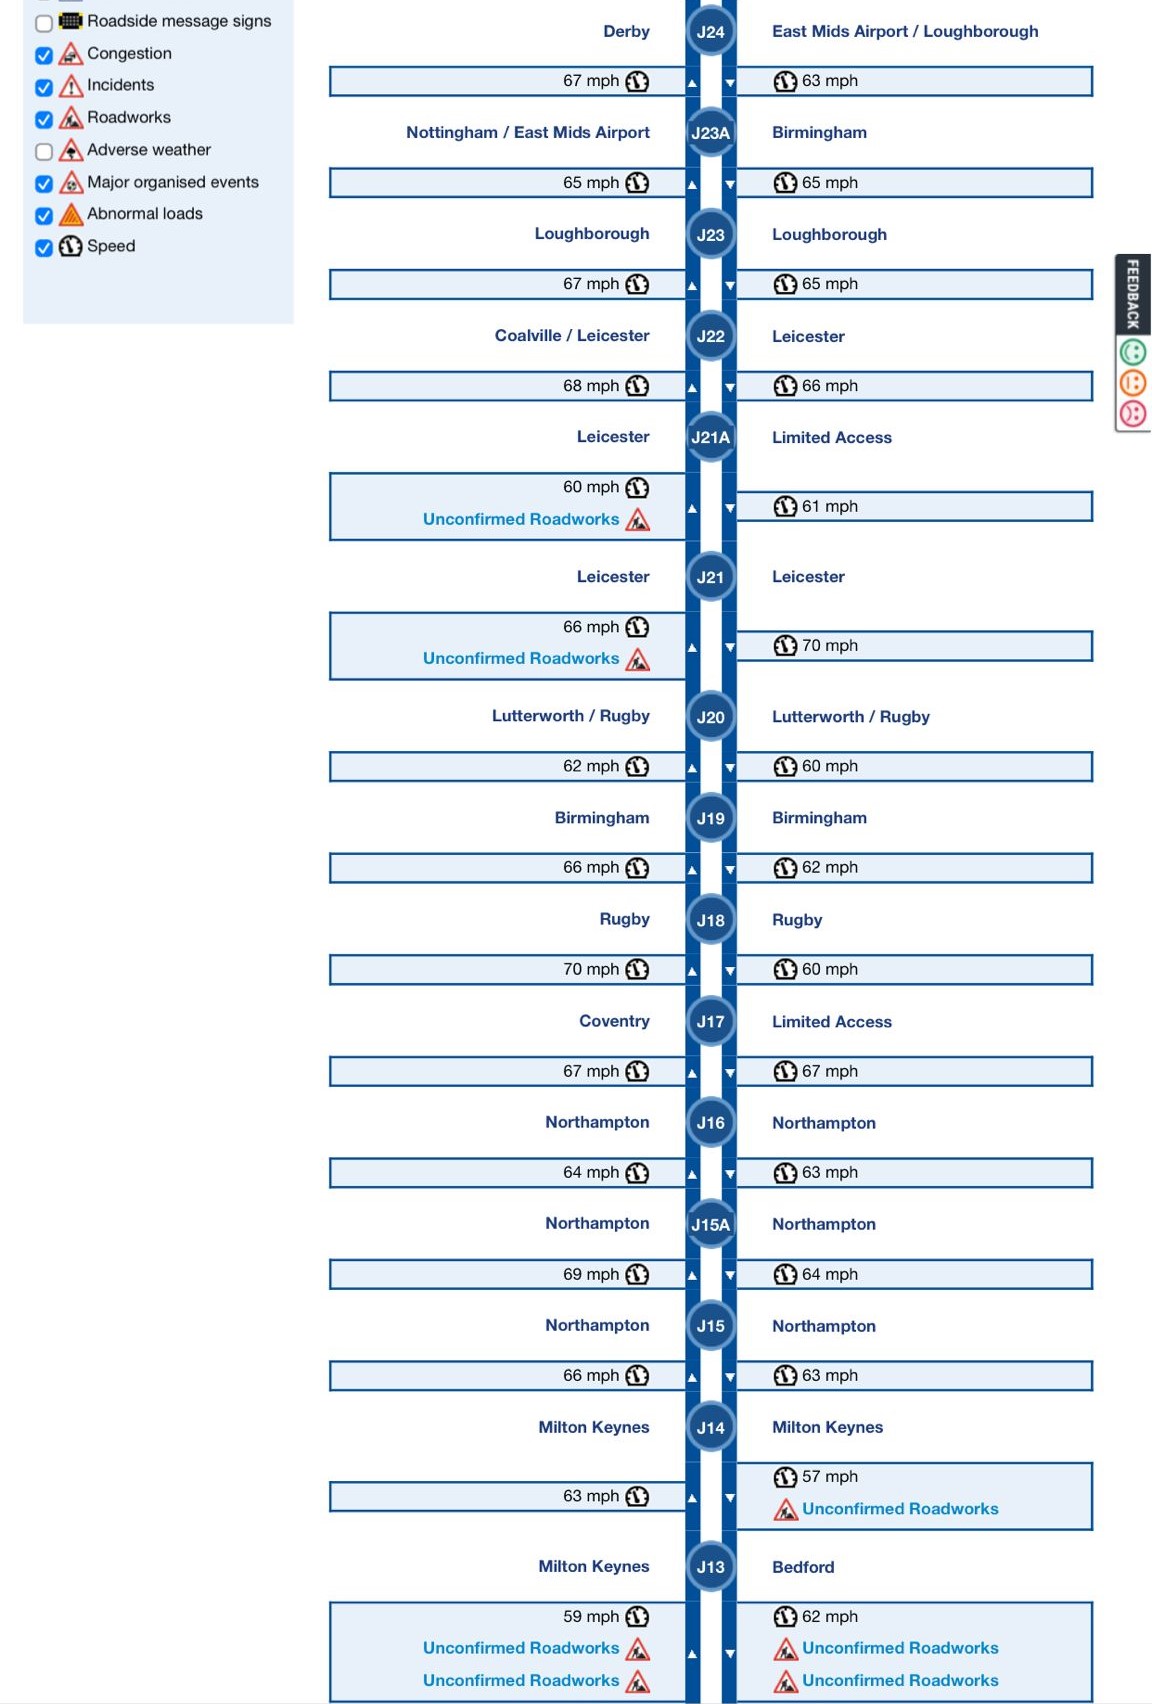 Roadside message signs
Congestion
Incidents
Roadworks
Adverse weather
Major organised events
Abnormal loads
Speed
Derby J24 East Mids Airport / Loughborough
67 mph 63 mph
Nottingham / East Mids Airport J23A Birmingham
65 mph 65 mph
Loughborough J23 Loughborough
67 mph 65 mph
Coalville / Leicester J22 Leicester
68 mph 66 mph
Leicester J21A Limited Access
60 mph
61 mph
Unconfirmed Roadworks
Leicester J21 Leicester
66 mph
70 mph
Unconfirmed Roadworks
Lutterworth / Rugby J20 Lutterworth / Rugby
62 mph 60 mph
Birmingham J19 Birmingham
66 mph 62 mph
Rugby J18 Rugby
70 mph 60 mph
Coventry J17 Limited Access
67 mph 67 mph
Northampton J16 Northampton
64 mph 63 mph
Northampton J15A Northampton
69 mph 64 mph
Northampton J15 Northampton
66 mph 63 mph
Milton Keynes J14 Milton Keynes
57 mph
63 mph
Unconfirmed Roadworks
Milton Keynes J13 Bedford
59 mph 62 mph
Unconfirmed Roadworks Unconfirmed Roadworks
Unconfirmed Roadworks Unconfirmed Roadworks
FEEDBACK